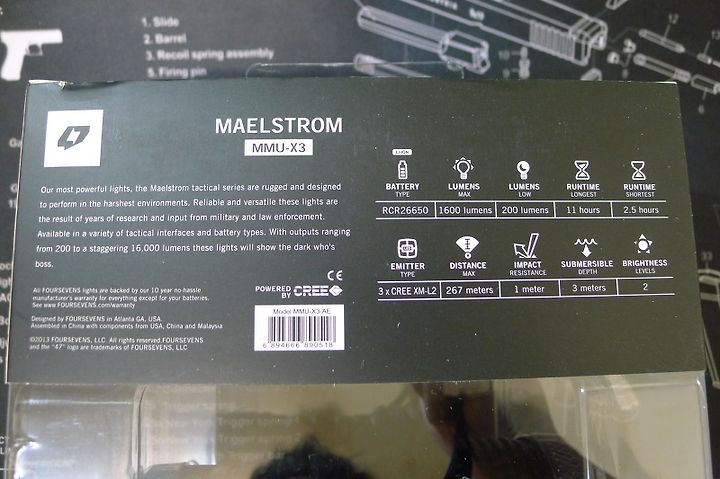 1. Slide
2. Barrel
3. Recoil spring assembly
5. Firing pin
12
13
10
9
6
MAELSTROM
MMU-X3
Our most powerful lights, the Maelstrom tactical series are rugged and designed
to perform in the harshest environments. Reliable and versatile these lights are
the result of years of research and input from military and law enforcement.
Available in a variety of tactical interfaces and battery types. With outputs ranging
from 200 to a staggering 16,000 lumens these lights will show the dark who's
boss.
All FOURSEVENS lights are backed by our 10 year no-hassle
manufacturer's warranty for everything except for your batteries.
See www.FOURSEVENS.com/warranty
Designed by FOURSEVENS in Atlanta GA, USA.
Assembled in China with components from USA, China and Malaysia
©2013 FOURSEVENS, LLC. All rights reserved.FOURSEVENS
and the "47" logo are trademarks of FOURSEVENS, LLC
CE
POWERED BY CREE
Model MMU-X3-AE
6 894666 890518
LI-ION
BATTERY TYPE
RCR26650
LUMENS MAX
1600 lumens
LUMENS LOW
200 lumens
RUNTIME LONGEST
11 hours
RUNTIME SHORTEST
2.5 hours
EMITTER TYPE
3 x CREE XM-L2
DISTANCE MAX
267 meters
IMPACT RESISTANCE
1 meter
SUBMERSIBLE DEPTH
3 meters
BRIGHTNESS LEVELS
2